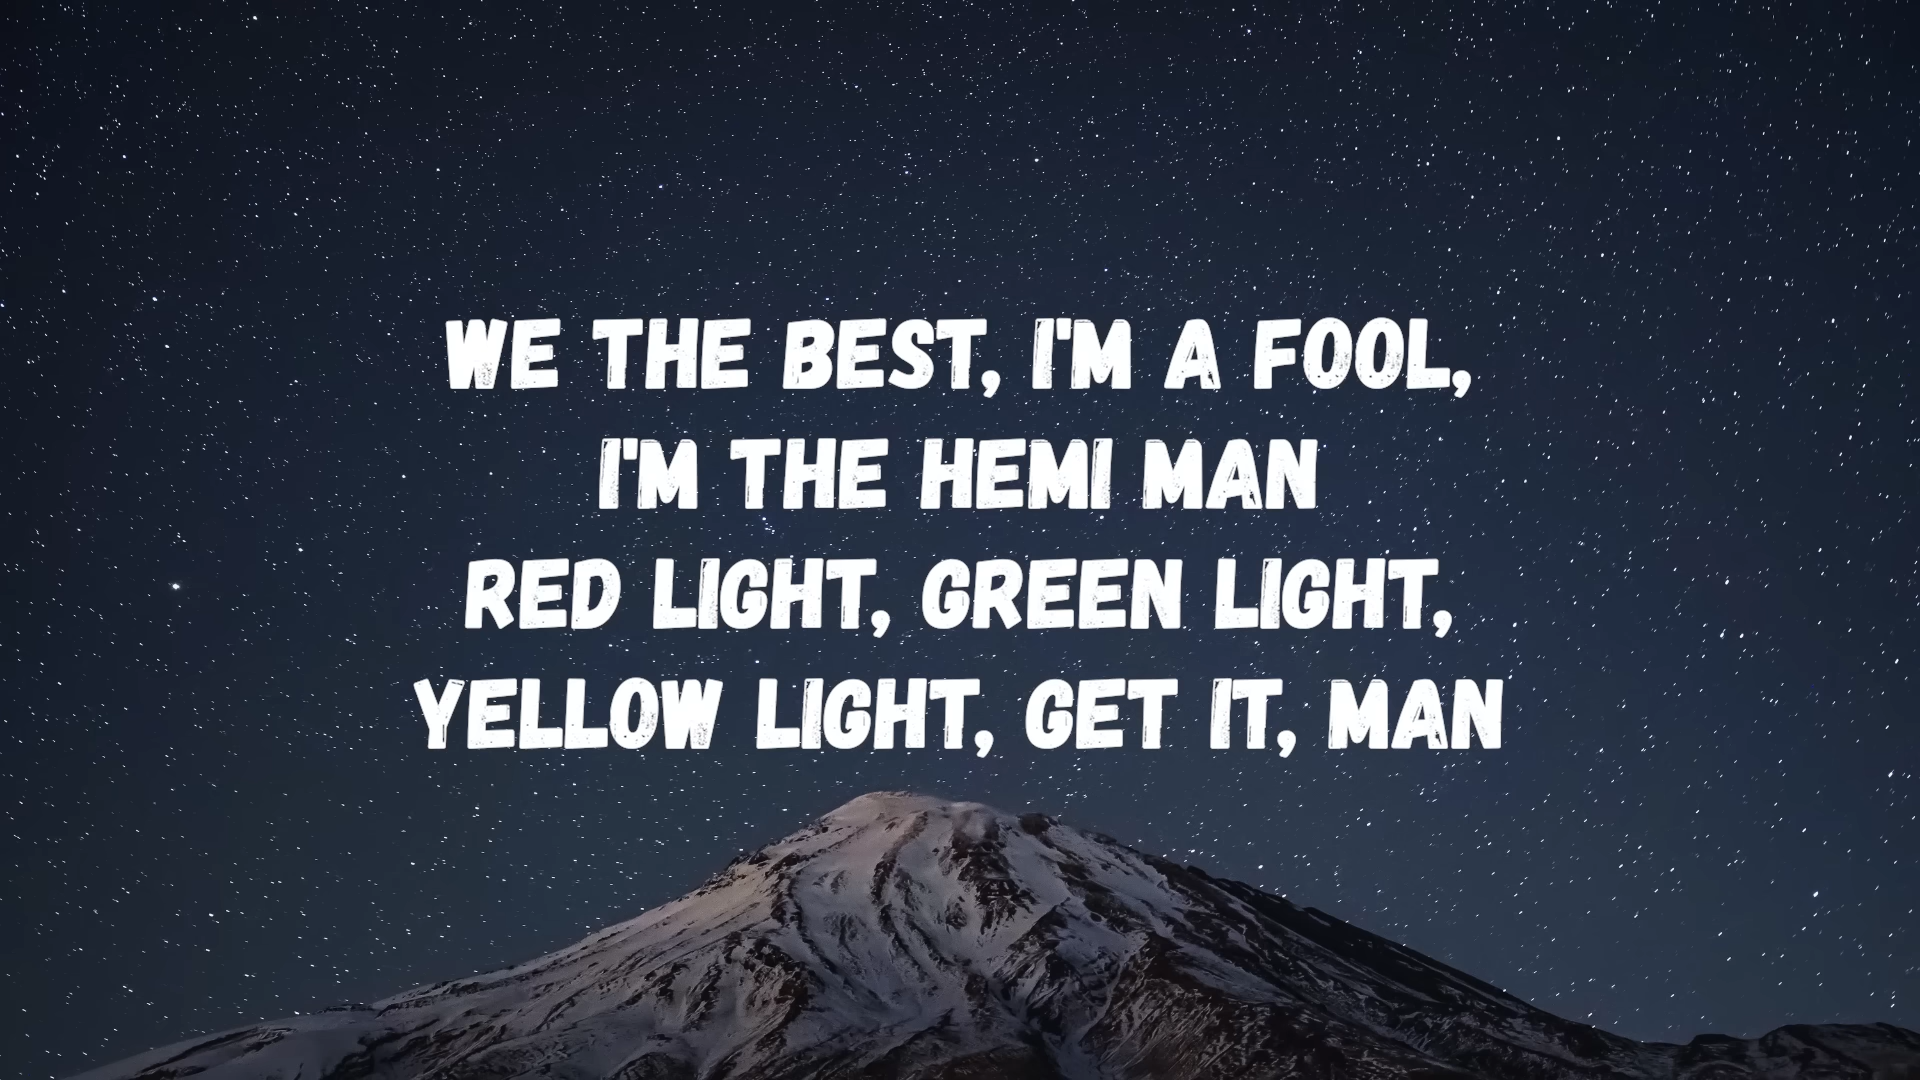 WE THE BEST, I'M A FOOL,
I'M THE HEMI MAN
RED LIGHT, GREEN LIGHT,
YELLOW LIGHT, GET IT, MAN